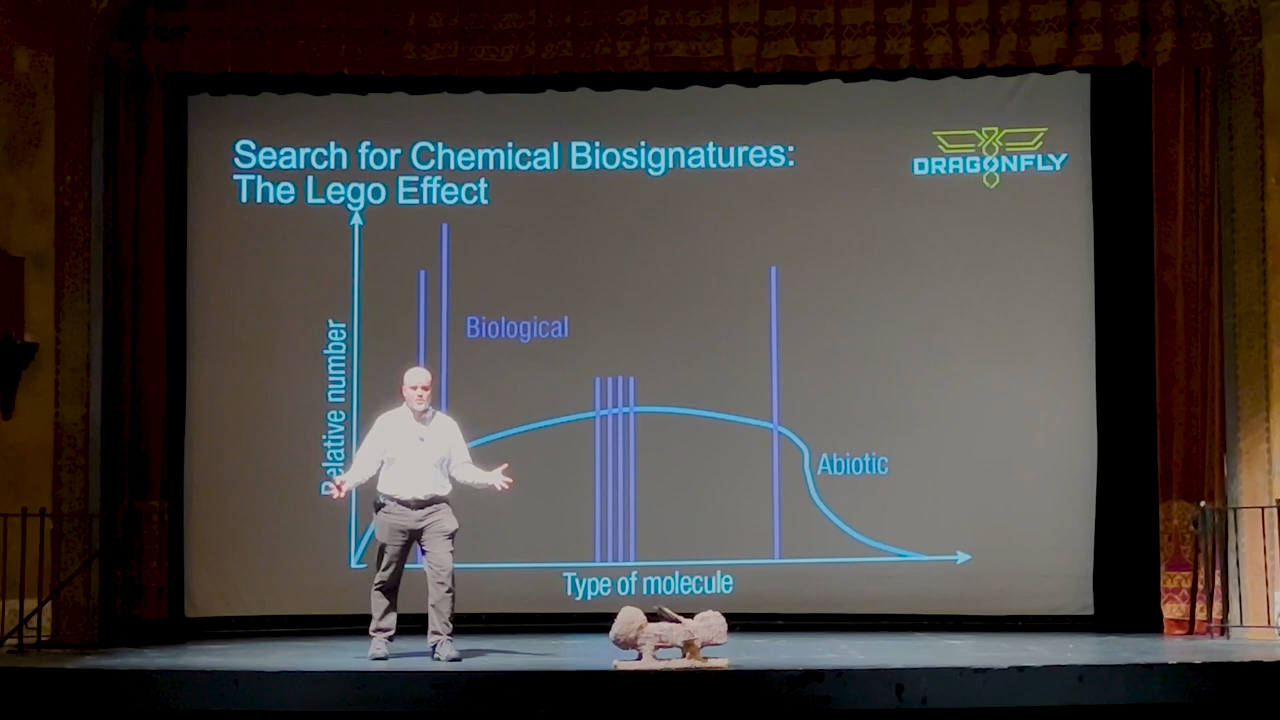 Search for Chemical Biosignatures:
The Lego Effect
DRAGONFLY
Relative number
Biological
Abiotic
Type of molecule